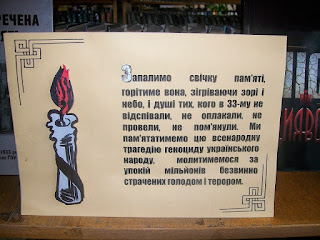 РЕЧЕНА
Запалимо свічку пам'яті,
горітиме вона, зігріваючи зорі і
небо, і душі тих, кого в 33-му не
відспівали, не оплакали, не
провели, не пом'янули. Ми
пам'ятатимемо цю всенародну
трагедію геноциду українського
народу, молитимемося за
упокій мільйонів безвинно
страчених голодом і терором.